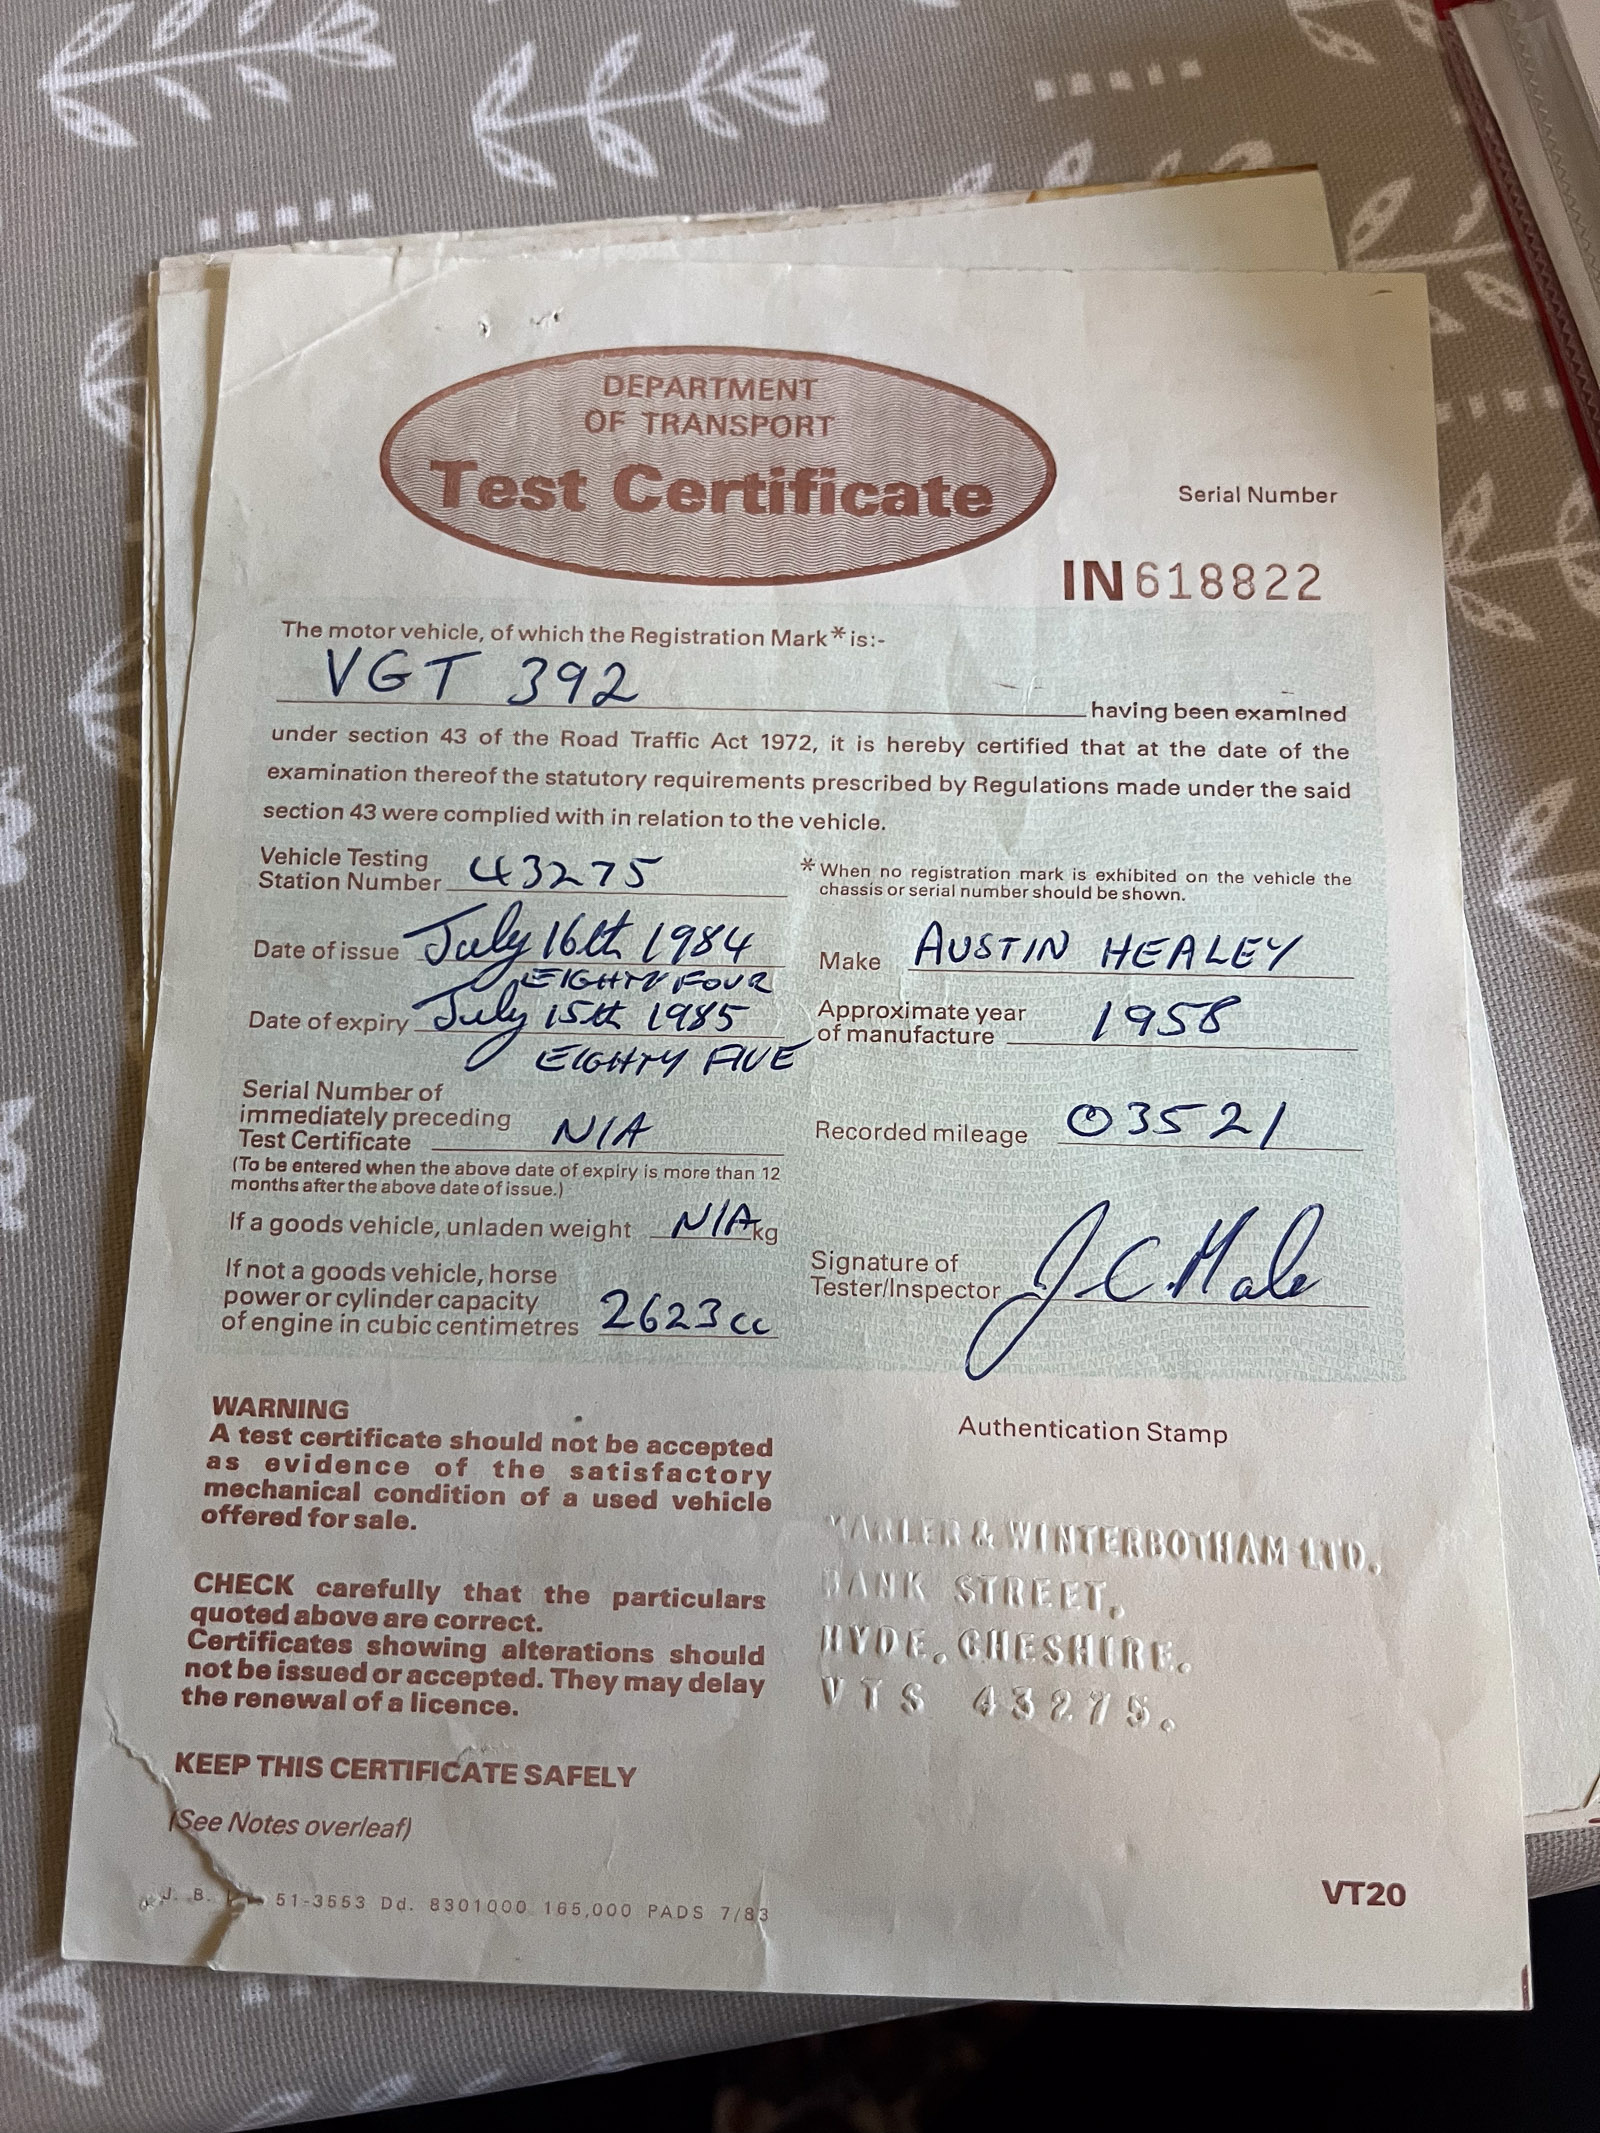 DEPARTMENT
OF TRANSPORT
Test Certificate
Serial Number
IN 618822
The motor vehicle, of which the Registration Mark* is:-
VGT 392
having been examined
under section 43 of the Road Traffic Act 1972, it is hereby certified that at the date of the
examination thereof the statutory requirements prescribed by Regulations made under the said
section 43 were complied with in relation to the vehicle.
Vehicle Testing
Station Number 43275
* When no registration mark is exhibited on the vehicle the
chassis or serial number should be shown.
Date of issue July 16th 1984
EIGHTY FOUR
Make AUSTIN HEALEY
Date of expiry July 15th 1985
EIGHTY FIVE
Approximate year
of manufacture 1958
Serial Number of
immediately preceding
Test Certificate N/A
(To be entered when the above date of expiry is more than 12
months after the above date of issue.)
Recorded mileage 03521
If a goods vehicle, unladen weight N/A kg
If not a goods vehicle, horse
power or cylinder capacity
of engine in cubic centimetres 2623cc
Signature of
Tester/Inspector J C Male
WARNING
A test certificate should not be accepted
as evidence of the satisfactory
mechanical condition of a used vehicle
offered for sale.
CHECK carefully that the particulars
quoted above are correct.
Certificates showing alterations should
not be issued or accepted. They may delay
the renewal of a licence.
KEEP THIS CERTIFICATE SAFELY
(See Notes overleaf)
Authentication Stamp
& WINTERBOTHAM LTD.
BANK STREET,
HYDE, CHESHIRE.
VTS 43275.
J. B. 51-3553 Dd. 8301000 165,000 PADS 7/83
VT20